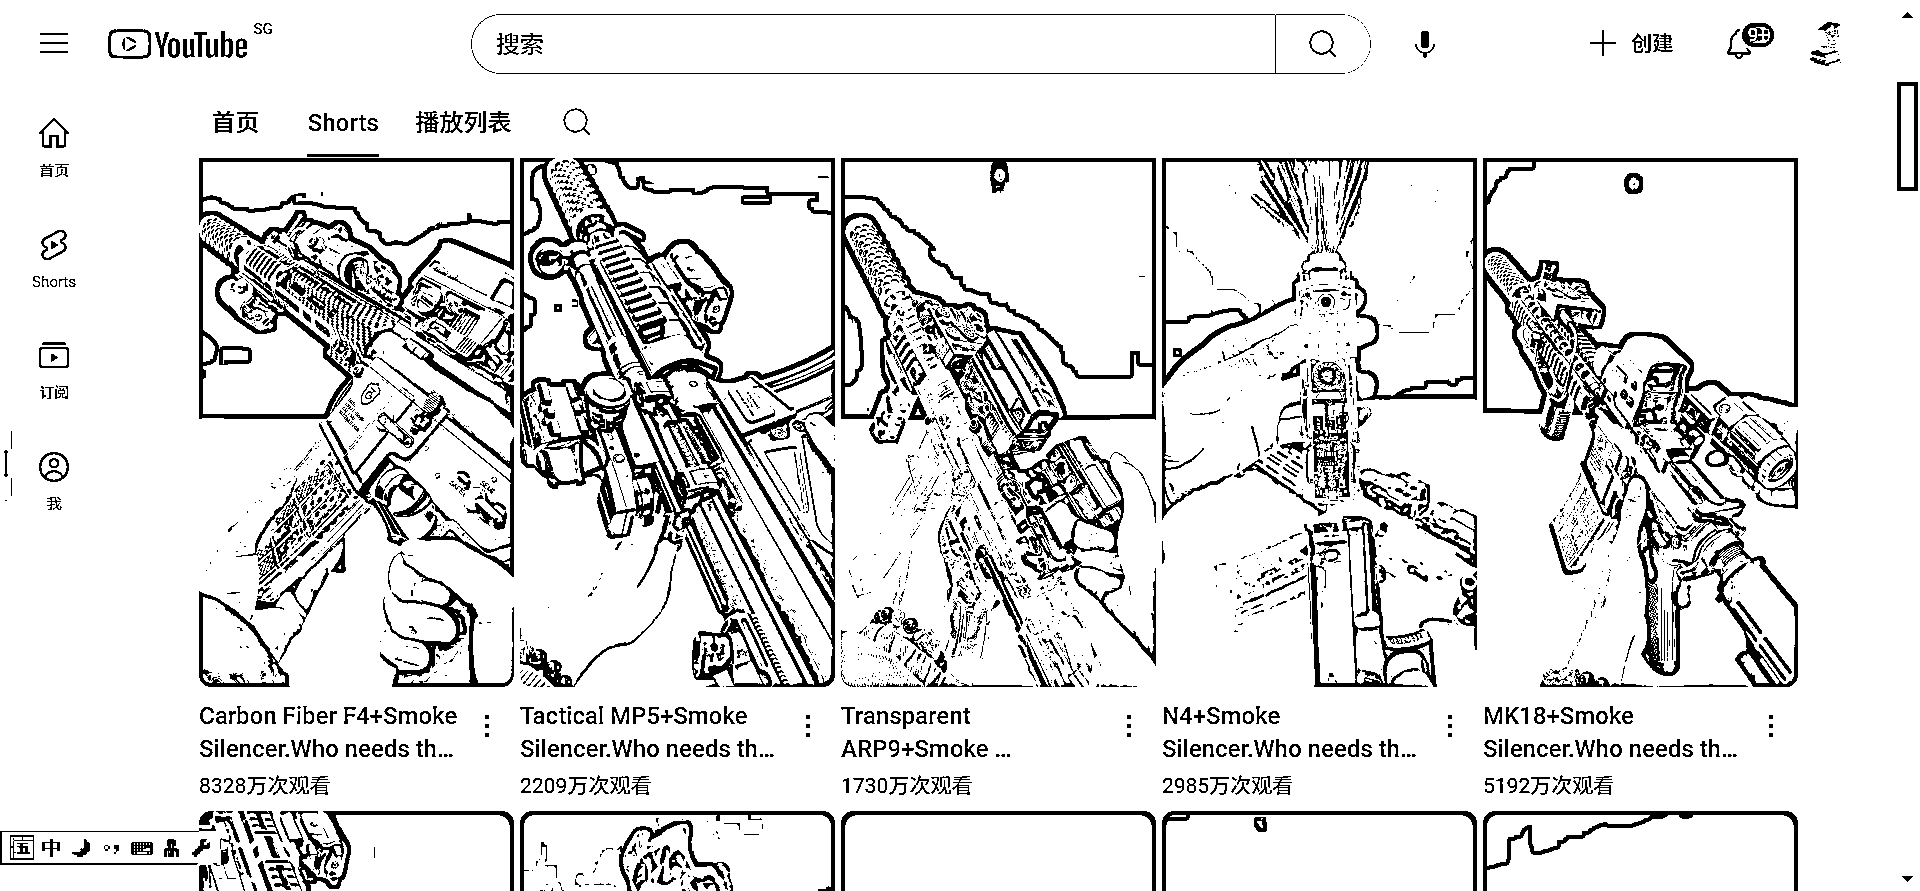 YouTube SG
搜索
创建
9+
首页
Shorts
播放列表
首页
Shorts
订阅
我
Carbon Fiber F4+Smoke
Silencer.Who needs th...
8328万次观看
Tactical MP5+Smoke
Silencer.Who needs th...
2209万次观看
Transparent
ARP9+Smoke ...
1730万次观看
N4+Smoke
Silencer.Who needs th...
2985万次观看
MK18+Smoke
Silencer.Who needs th...
5192万次观看
五 中